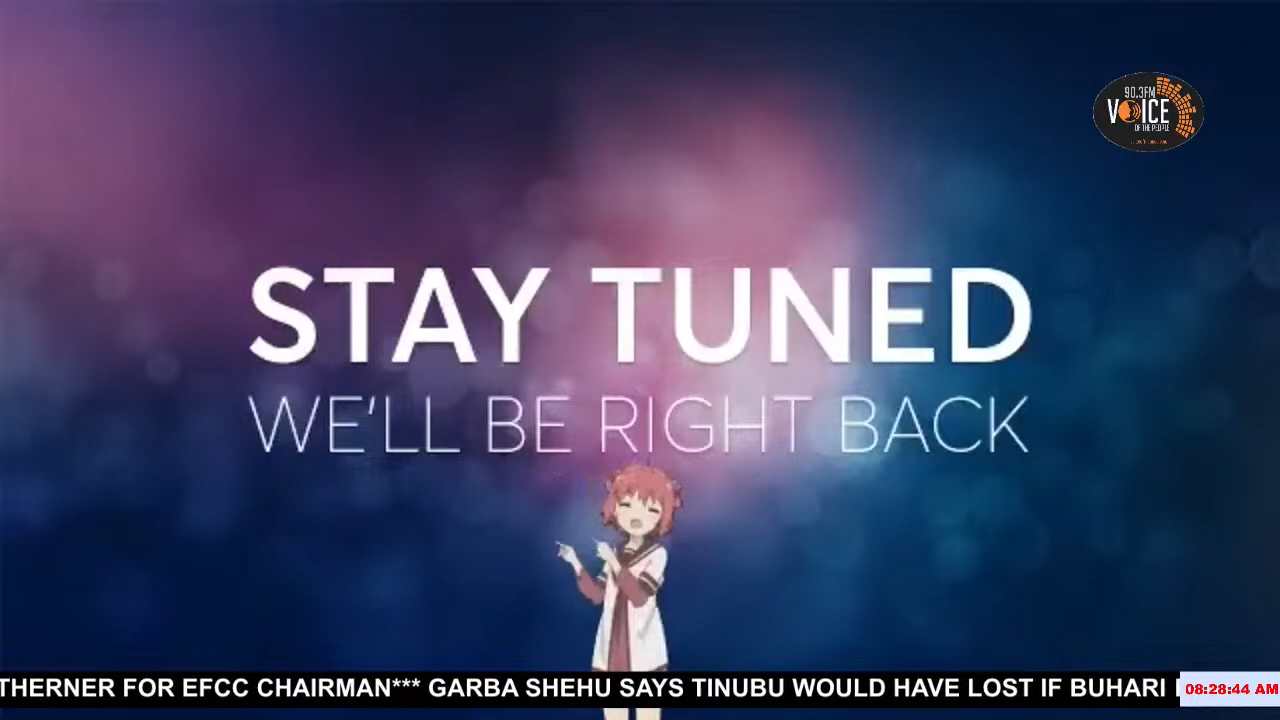 90.3FM
VOICE
OF THE PEOPLE
STAY TUNED
WE'LL BE RIGHT BACK
THERNER FOR EFCC CHAIRMAN*** GARBA SHEHU SAYS TINUBU WOULD HAVE LOST IF BUHARI
08:28:44 AM